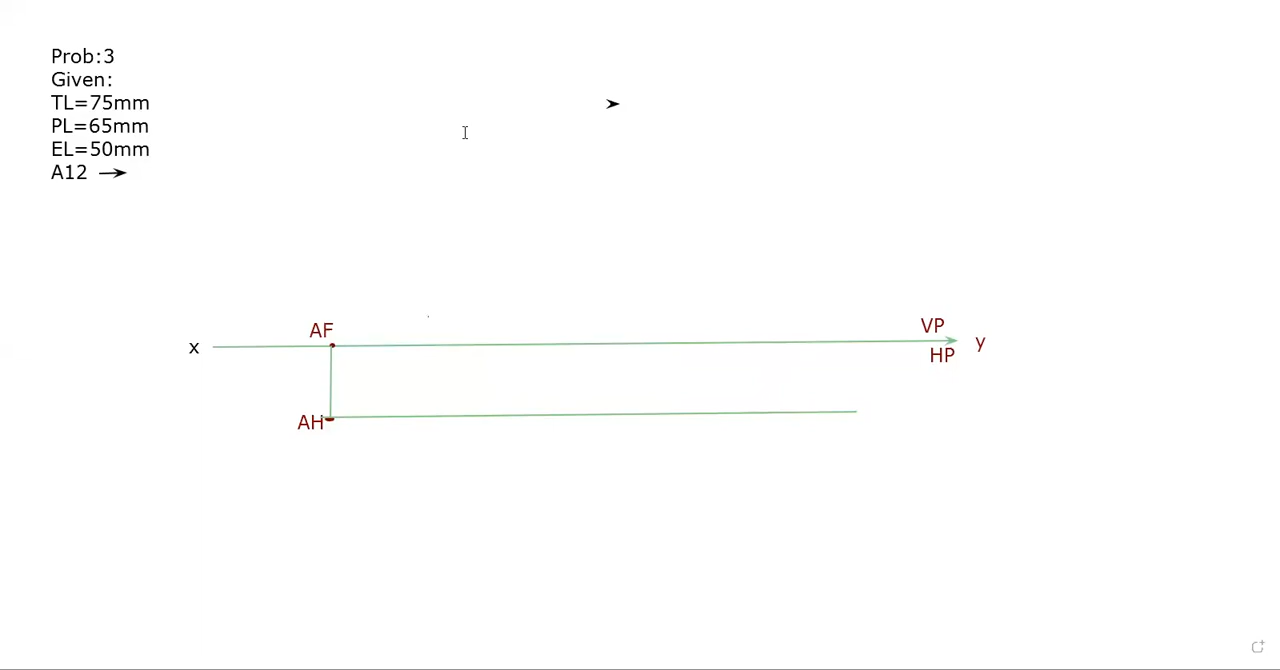 Prob:3
Given:
TL=75mm
PL=65mm
EL=50mm
A12
AF
VP
x
y
HP
AH